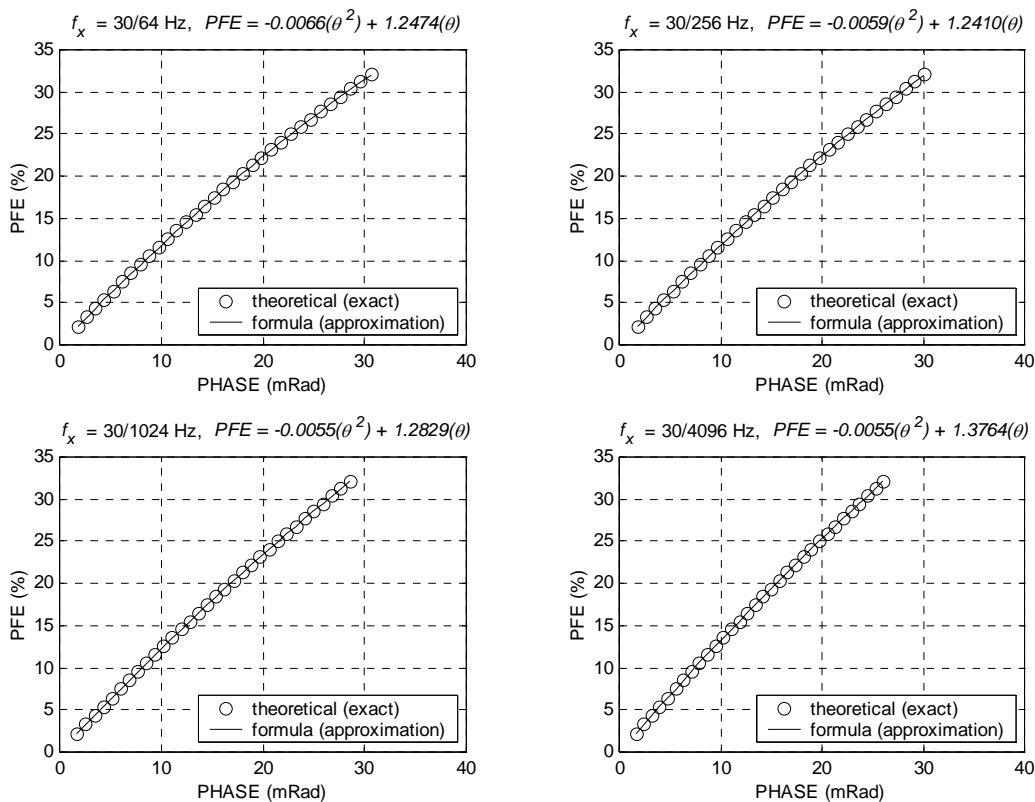 f_x = 30/64 Hz, PFE = -0.0066(θ^2) + 1.2474(θ)
35
30
25
20
15
10
5
0
PFE (%)
theoretical (exact)
formula (approximation)
0 10 20 30 40
PHASE (mRad)
f_x = 30/256 Hz, PFE = -0.0059(θ^2) + 1.2410(θ)
35
30
25
20
15
10
5
0
PFE (%)
theoretical (exact)
formula (approximation)
0 10 20 30 40
PHASE (mRad)
f_x = 30/1024 Hz, PFE = -0.0055(θ^2) + 1.2829(θ)
35
30
25
20
15
10
5
0
PFE (%)
theoretical (exact)
formula (approximation)
0 10 20 30 40
PHASE (mRad)
f_x = 30/4096 Hz, PFE = -0.0055(θ^2) + 1.3764(θ)
35
30
25
20
15
10
5
0
PFE (%)
theoretical (exact)
formula (approximation)
0 10 20 30 40
PHASE (mRad)